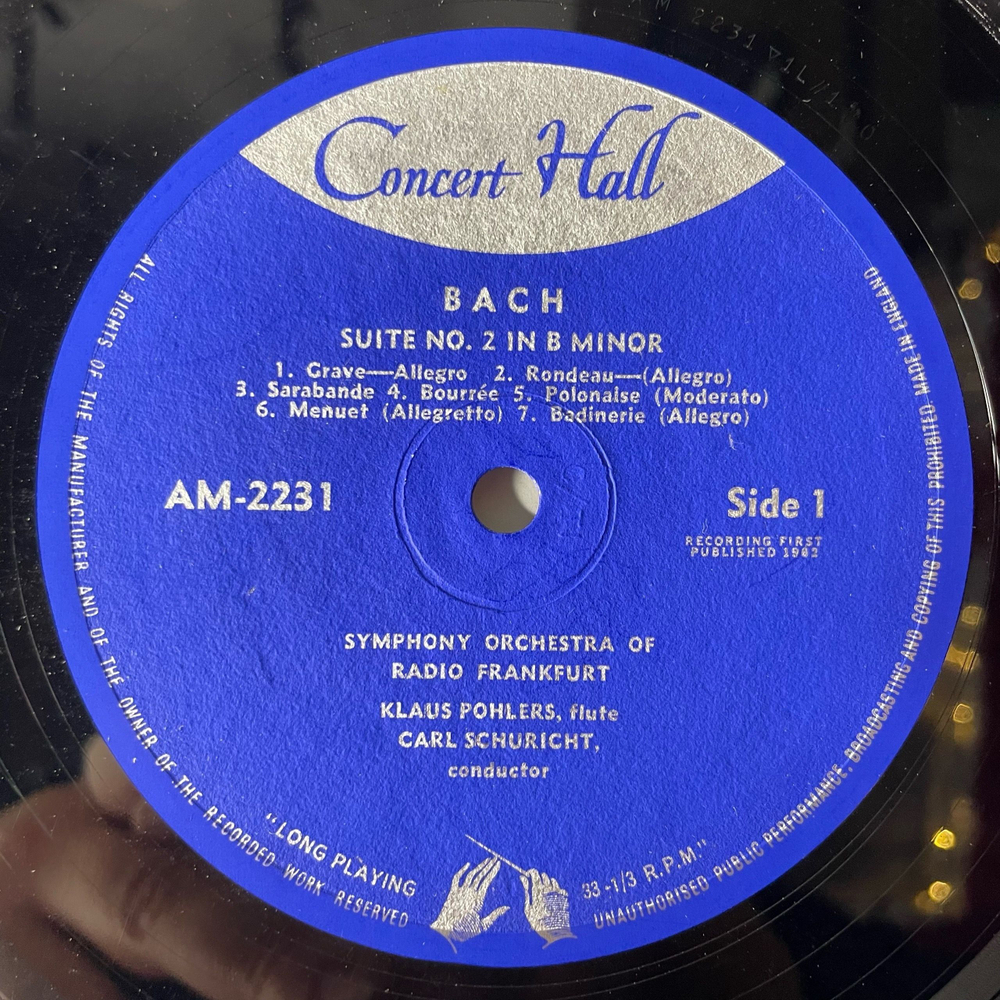 Concert Hall
BACH
SUITE NO. 2 IN B MINOR
1. Grave—Allegro 2. Rondeau—(Allegro)
3. Sarabande 4. Bourrée 5. Polonaise (Moderato)
6. Menuet (Allegretto) 7. Badinerie (Allegro)
AM-2231
Side 1
RECORDING FIRST
PUBLISHED 1962
SYMPHONY ORCHESTRA OF
RADIO FRANKFURT
KLAUS POHLERS, flute
CARL SCHURICHT,
conductor
"LONG PLAYING
33-1/3 R.P.M."
ALL RIGHTS OF THE MANUFACTURER AND OF THE OWNER OF THE RECORDED WORK RESERVED
UNAUTHORISED PUBLIC PERFORMANCE, BROADCASTING AND COPYING OF THIS PROHIBITED MADE IN ENGLAND
AM 2231